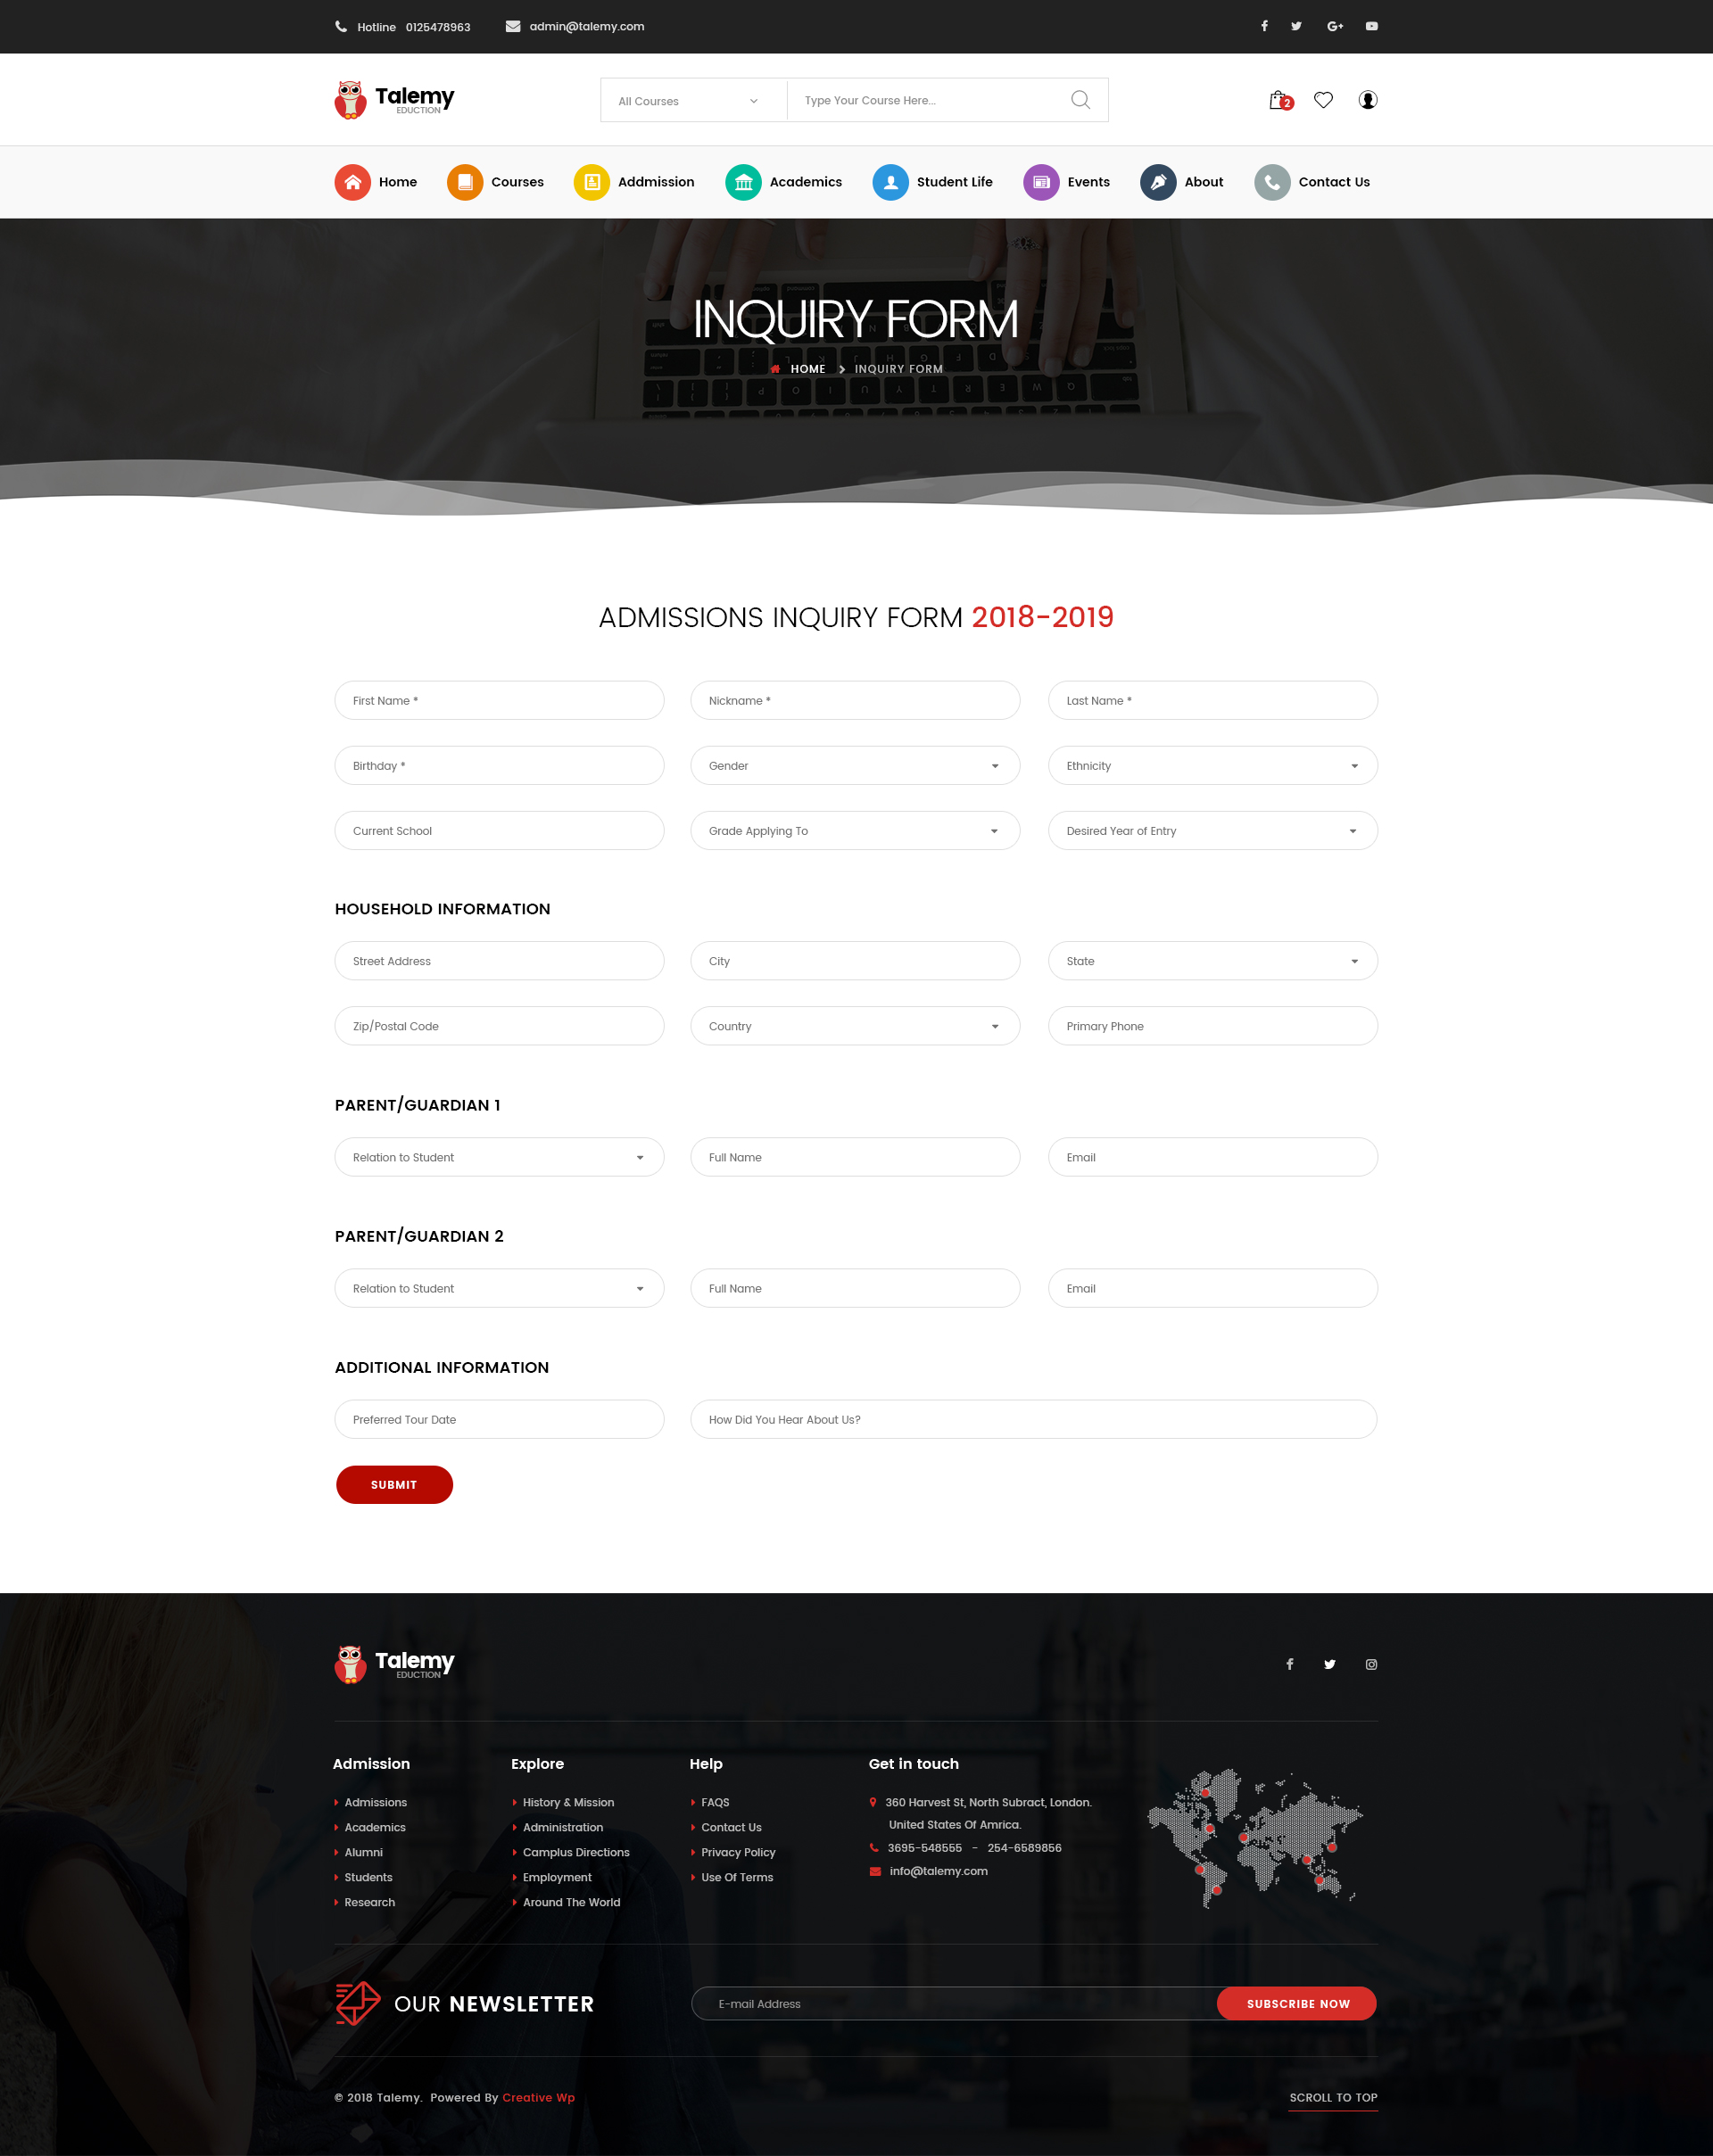 Hotline 0125478963 admin@talemy.com
Talemy
EDUCTION
All Courses Type Your Course Here... 2
Home Courses Addmission Academics Student Life Events About Contact Us
INQUIRY FORM
HOME INQUIRY FORM
ADMISSIONS INQUIRY FORM 2018-2019
First Name * Nickname * Last Name *
Birthday * Gender Ethnicity
Current School Grade Applying To Desired Year of Entry
HOUSEHOLD INFORMATION
Street Address City State
Zip/Postal Code Country Primary Phone
PARENT/GUARDIAN 1
Relation to Student Full Name Email
PARENT/GUARDIAN 2
Relation to Student Full Name Email
ADDITIONAL INFORMATION
Preferred Tour Date How Did You Hear About Us?
SUBMIT
Talemy
EDUCTION
Admission
Admissions
Academics
Alumni
Students
Research
Explore
History & Mission
Administration
Camplus Directions
Employment
Around The World
Help
FAQS
Contact Us
Privacy Policy
Use Of Terms
Get in touch
360 Harvest St, North Subract, London.
United States Of Amrica.
3695-548555 - 254-6589856
info@talemy.com
OUR NEWSLETTER
E-mail Address SUBSCRIBE NOW
© 2018 Talemy. Powered By Creative Wp SCROLL TO TOP